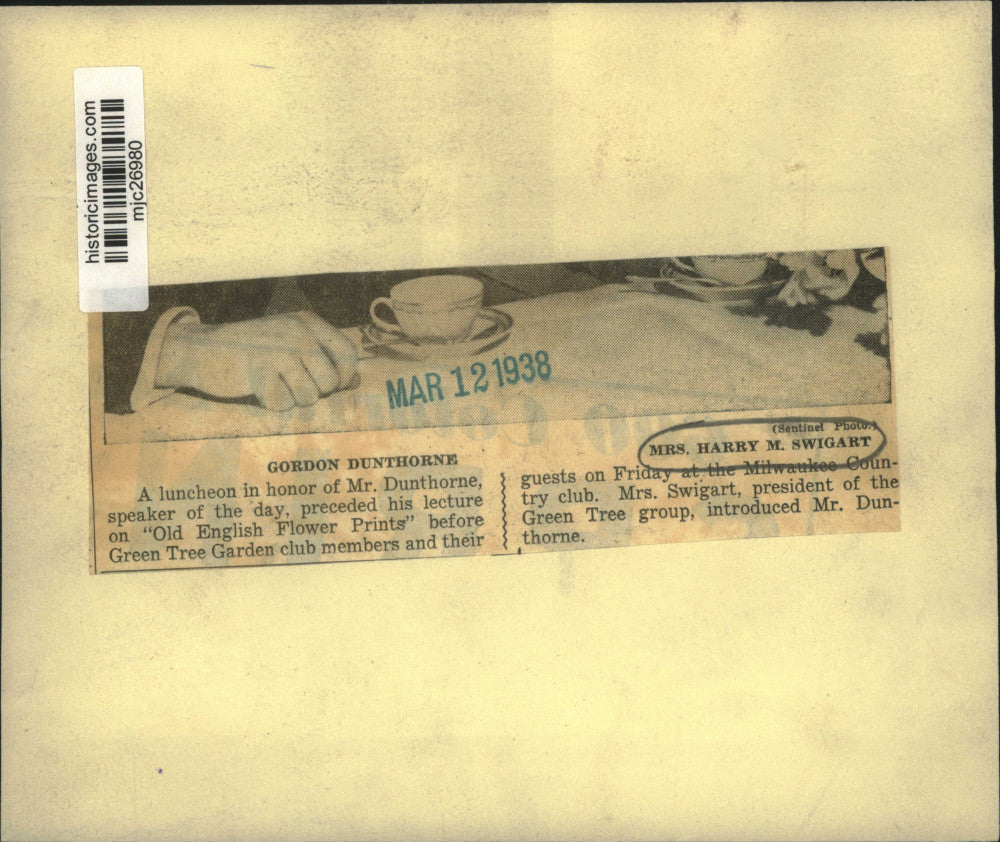 historicimages.com
mjc26980
MAR 12 1938
(Sentinel Photo.)
GORDON DUNTHORNE
MRS. HARRY M. SWIGART
A luncheon in honor of Mr. Dunthorne,
speaker of the day, preceded his lecture
on "Old English Flower Prints" before
Green Tree Garden club members and their
guests on Friday at the Milwaukee Coun-
try club. Mrs. Swigart, president of the
Green Tree group, introduced Mr. Dun-
thorne.